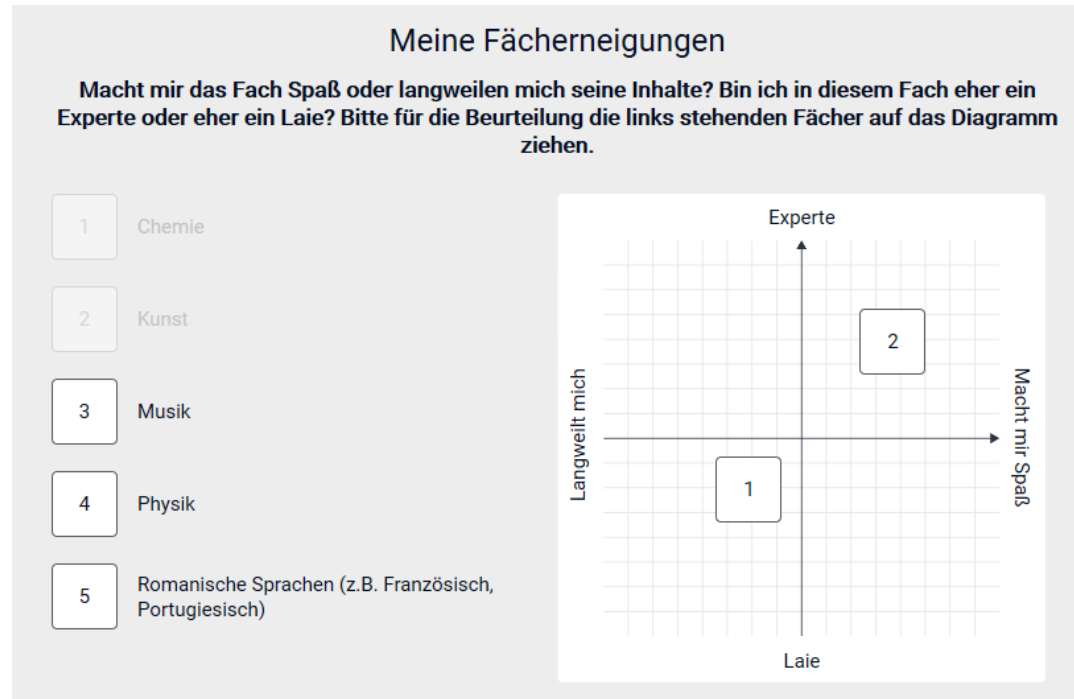 Meine Fächerneigungen
Macht mir das Fach Spaß oder langweilen mich seine Inhalte? Bin ich in diesem Fach eher ein
Experte oder eher ein Laie? Bitte für die Beurteilung die links stehenden Fächer auf das Diagramm
ziehen.
1 Chemie
2 Kunst
3 Musik
4 Physik
5 Romanische Sprachen (z.B. Französisch,
Portugiesisch)
Experte
2
Langweilt mich
Macht mir Spaß
1
Laie